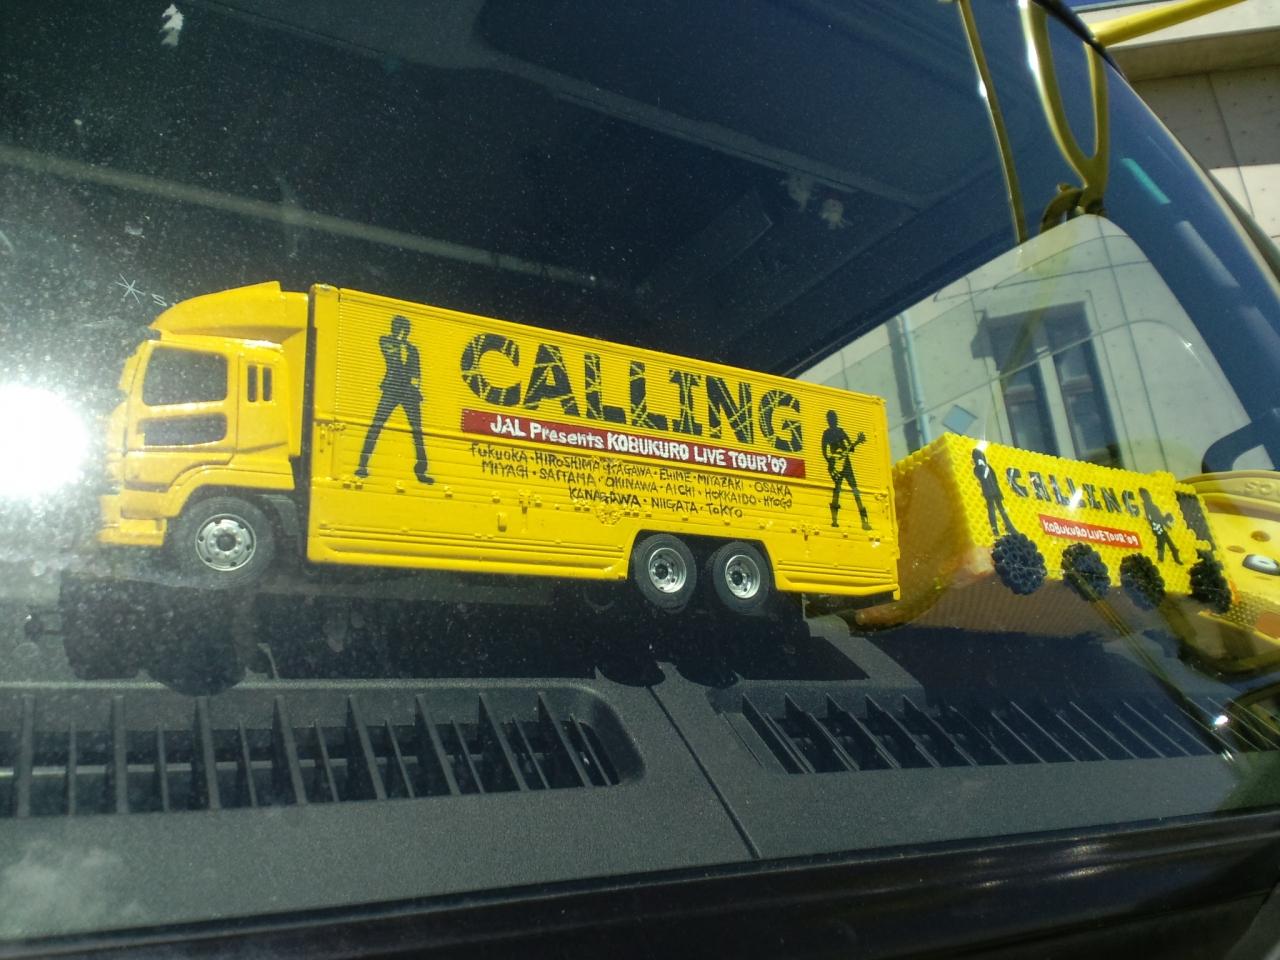 CALLING
JAL Presents KOBUKURO LIVE TOUR'09
FUKUOKA・HIROSHIMA・KAGAWA・EHIME・MIYAZAKI・OSAKA
MIYAGI・SAITAMA・OKINAWA・AICHI・HOKKAIDO・HYOGO
KANAGAWA・NIIGATA・TOKYO
CALLING
KOBUKURO LIVE TOUR'09